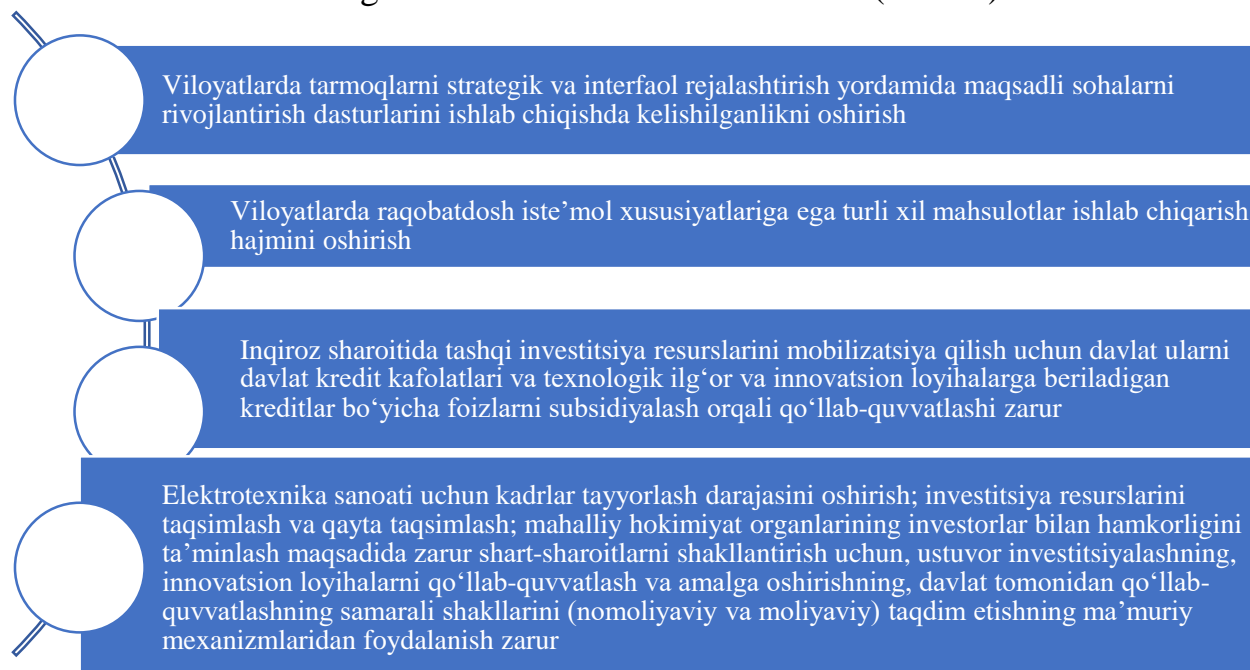 Viloyatlarda tarmoqlarni strategik va interfaol rejalashtirish yordamida maqsadli sohalarni
rivojlantirish dasturlarini ishlab chiqishda kelishilganlikni oshirish
Viloyatlarda raqobatdosh iste’mol xususiyatlariga ega turli xil mahsulotlar ishlab chiqarish
hajmini oshirish
Inqiroz sharoitida tashqi investitsiya resurslarini mobilizatsiya qilish uchun davlat ularni
davlat kredit kafolatlari va texnologik ilg‘or va innovatsion loyihalarga beriladigan
kreditlar bo‘yicha foizlarni subsidiyalash orqali qo‘llab-quvvatlashi zarur
Elektrotexnika sanoati uchun kadrlar tayyorlash darajasini oshirish; investitsiya resurslarini
taqsimlash va qayta taqsimlash; mahalliy hokimiyat organlarining investorlar bilan hamkorligini
ta’minlash maqsadida zarur shart-sharoitlarni shakllantirish uchun, ustuvor investitsiyalashning,
innovatsion loyihalarni qo‘llab-quvvatlash va amalga oshirishning, davlat tomonidan qo‘llab-
quvvatlashning samarali shakllarini (nomoliyaviy va moliyaviy) taqdim etishning ma’muriy
mexanizmlaridan foydalanish zarur